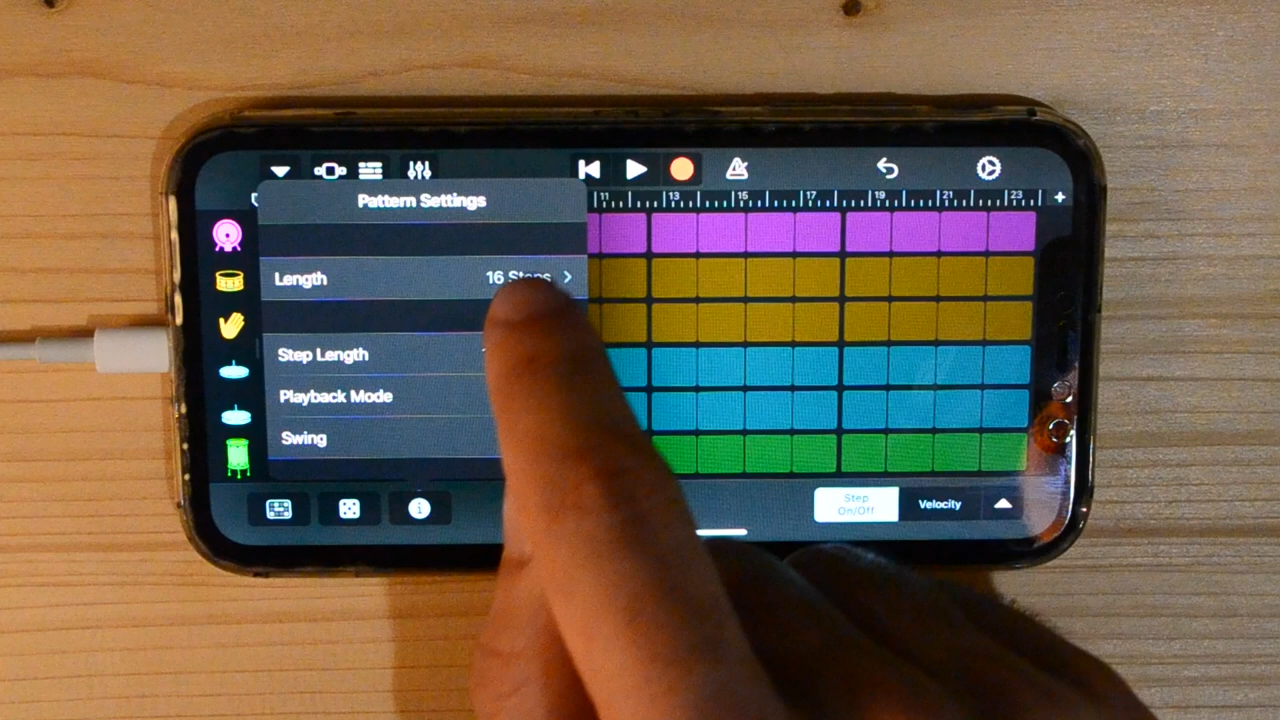 Pattern Settings
11 13 15 17 19 21 23 +
Length 16 Steps
Step Length
Playback Mode
Swing
Step
On/Off
Velocity